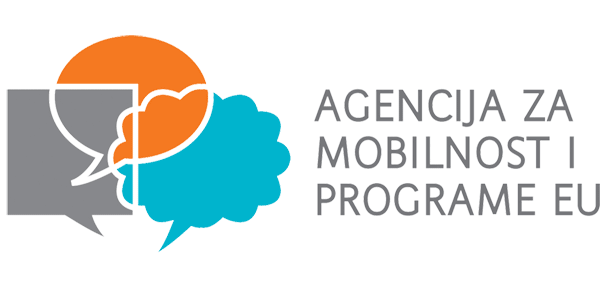 AGENCIJA ZA
MOBILNOST I
PROGRAME EU